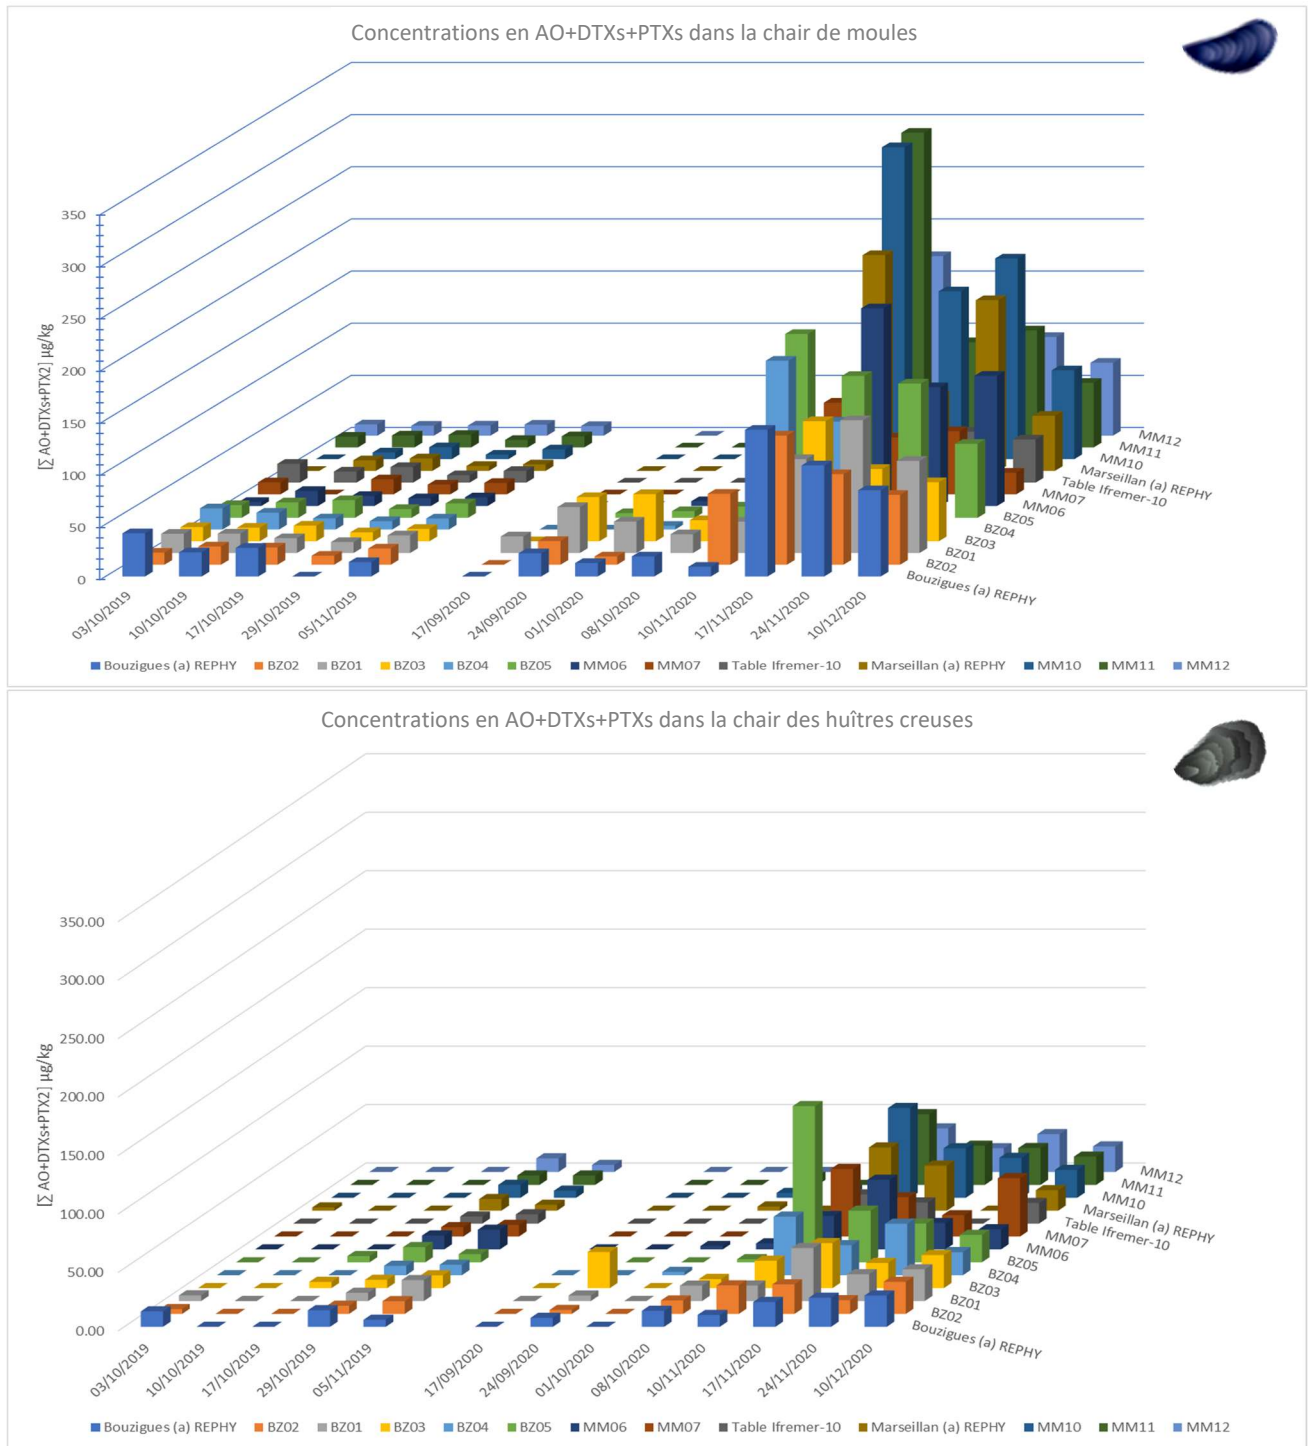 Concentrations en AO+DTXs+PTXs dans la chair de moules
[∑ AO+DTXs+PTX2] µg/kg
350
300
250
200
150
100
50
0
03/10/2019
10/10/2019
17/10/2019
29/10/2019
05/11/2019
17/09/2020
24/09/2020
01/10/2020
08/10/2020
10/11/2020
17/11/2020
24/11/2020
10/12/2020
MM12
MM11
MM10
Marseillan (a) REPHY
Table Ifremer-10
MM07
MM06
BZ05
BZ04
BZ03
BZ01
BZ02
Bouzigues (a) REPHY
Bouzigues (a) REPHY BZ02 BZ01 BZ03 BZ04 BZ05 MM06 MM07 Table Ifremer-10 Marseillan (a) REPHY MM10 MM11 MM12
Concentrations en AO+DTXs+PTXs dans la chair des huîtres creuses
[∑ AO+DTXs+PTX2] µg/kg
350.00
300.00
250.00
200.00
150.00
100.00
50.00
0.00
03/10/2019
10/10/2019
17/10/2019
29/10/2019
05/11/2019
17/09/2020
24/09/2020
01/10/2020
08/10/2020
10/11/2020
17/11/2020
24/11/2020
10/12/2020
MM12
MM11
MM10
Marseillan (a) REPHY
Table Ifremer-10
MM07
MM06
BZ05
BZ04
BZ03
BZ01
BZ02
Bouzigues (a) REPHY
Bouzigues (a) REPHY BZ02 BZ01 BZ03 BZ04 BZ05 MM06 MM07 Table Ifremer-10 Marseillan (a) REPHY MM10 MM11 MM12